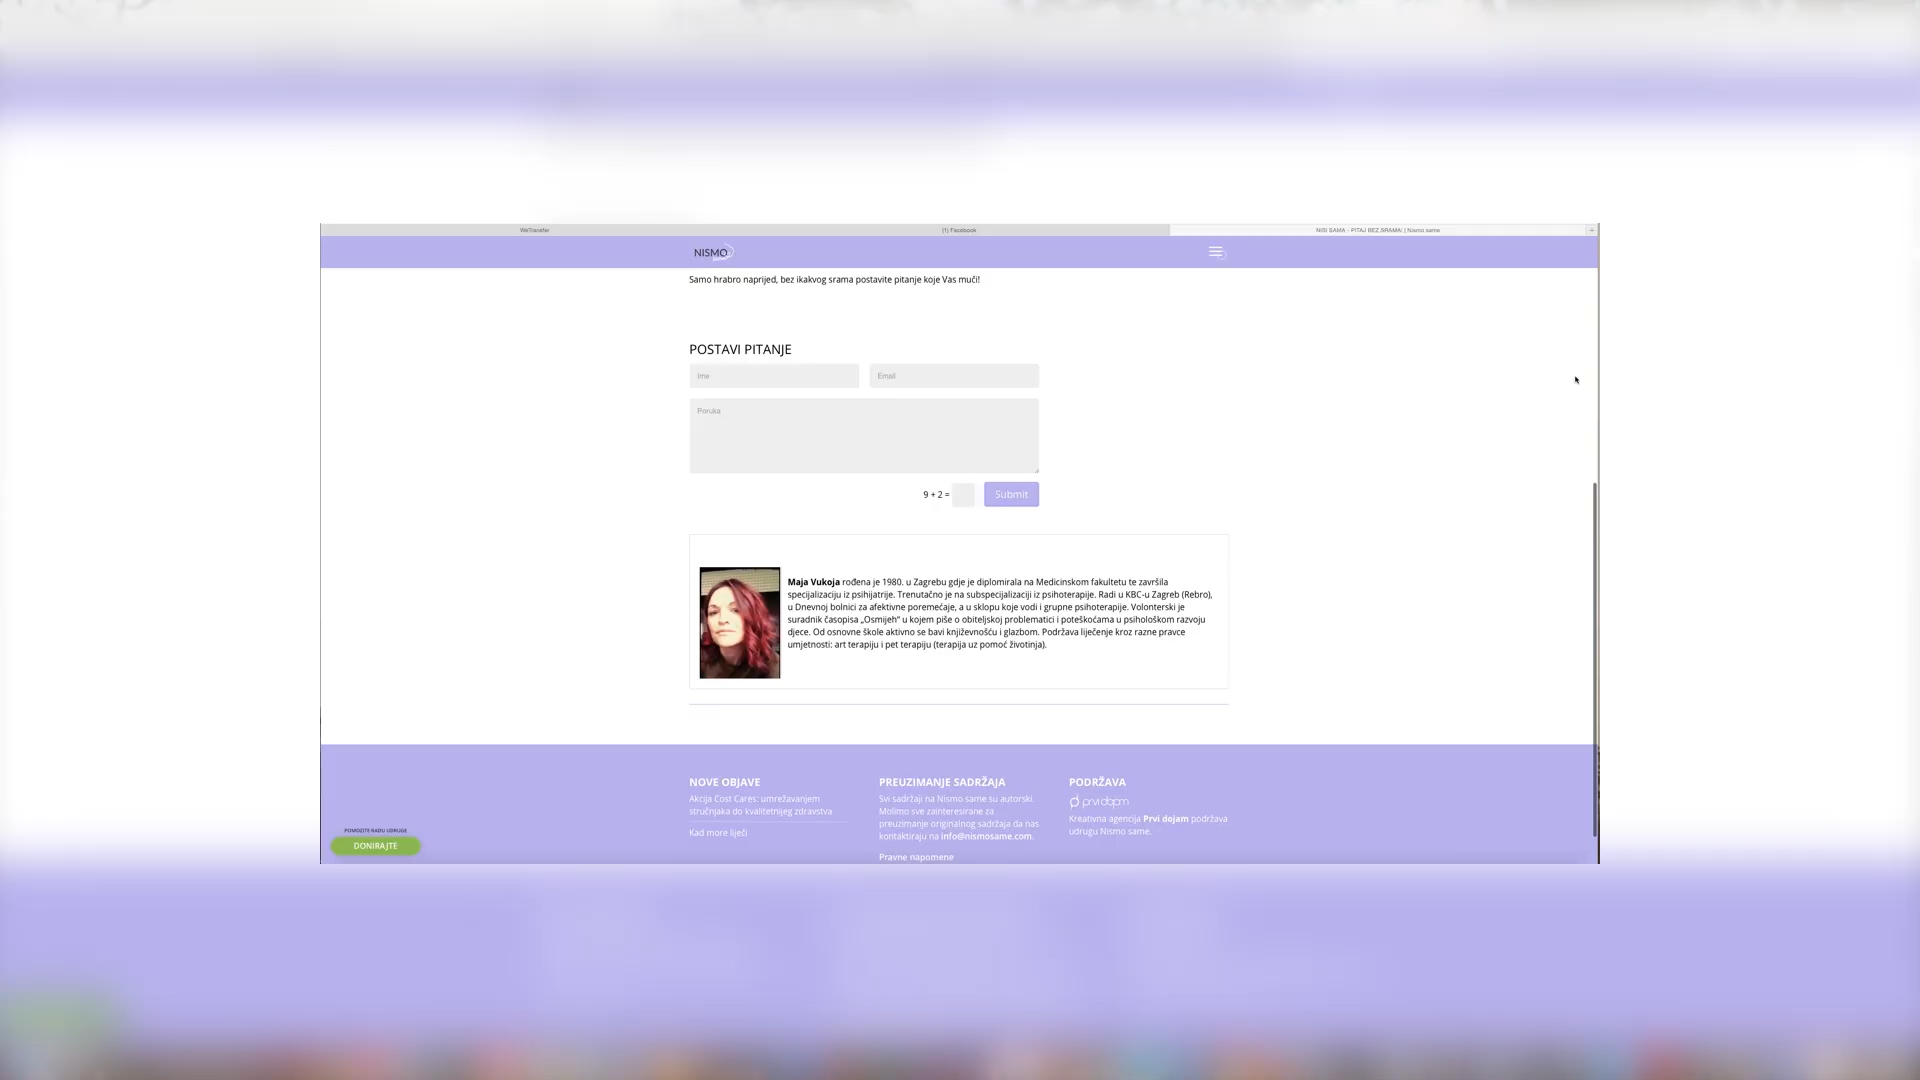 WeTransfer
(1) Facebook
NISI SAMA - PITAJ BEZ SRAMA! | Nismo same
+
NISMO
Samo hrabro naprijed, bez ikakvog srama postavite pitanje koje Vas muči!
POSTAVI PITANJE
Ime
Email
Poruka
9 + 2 =
Submit
Maja Vukoja rođena je 1980. u Zagrebu gdje je diplomirala na Medicinskom fakultetu te završila
specijalizaciju iz psihijatrije. Trenutačno je na subspecijalizaciji iz psihoterapije. Radi u KBC-u Zagreb (Rebro),
u Dnevnoj bolnici za afektivne poremećaje, a u sklopu koje vodi i grupne psihoterapije. Volonterski je
suradnik časopisa „Osmijeh“ u kojem piše o obiteljskoj problematici i poteškoćama u psihološkom razvoju
djece. Od osnovne škole aktivno se bavi književnošću i glazbom. Podržava liječenje kroz razne pravce
umjetnosti: art terapiju i pet terapiju (terapija uz pomoć životinja).
NOVE OBJAVE
Akcija Cost Cares: umrežavanjem
stručnjaka do kvalitetnijeg zdravstva
Kad more liječi
PREUZIMANJE SADRŽAJA
Svi sadržaji na Nismo same su autorski.
Molimo sve zainteresirane za
preuzimanje originalnog sadržaja da nas
kontaktiraju na info@nismosame.com.
Pravne napomene
PODRŽAVA
prvi dojam
Kreativna agencija Prvi dojam podržava
udrugu Nismo same.
POMOZITE RADU UDRUGE
DONIRAJTE